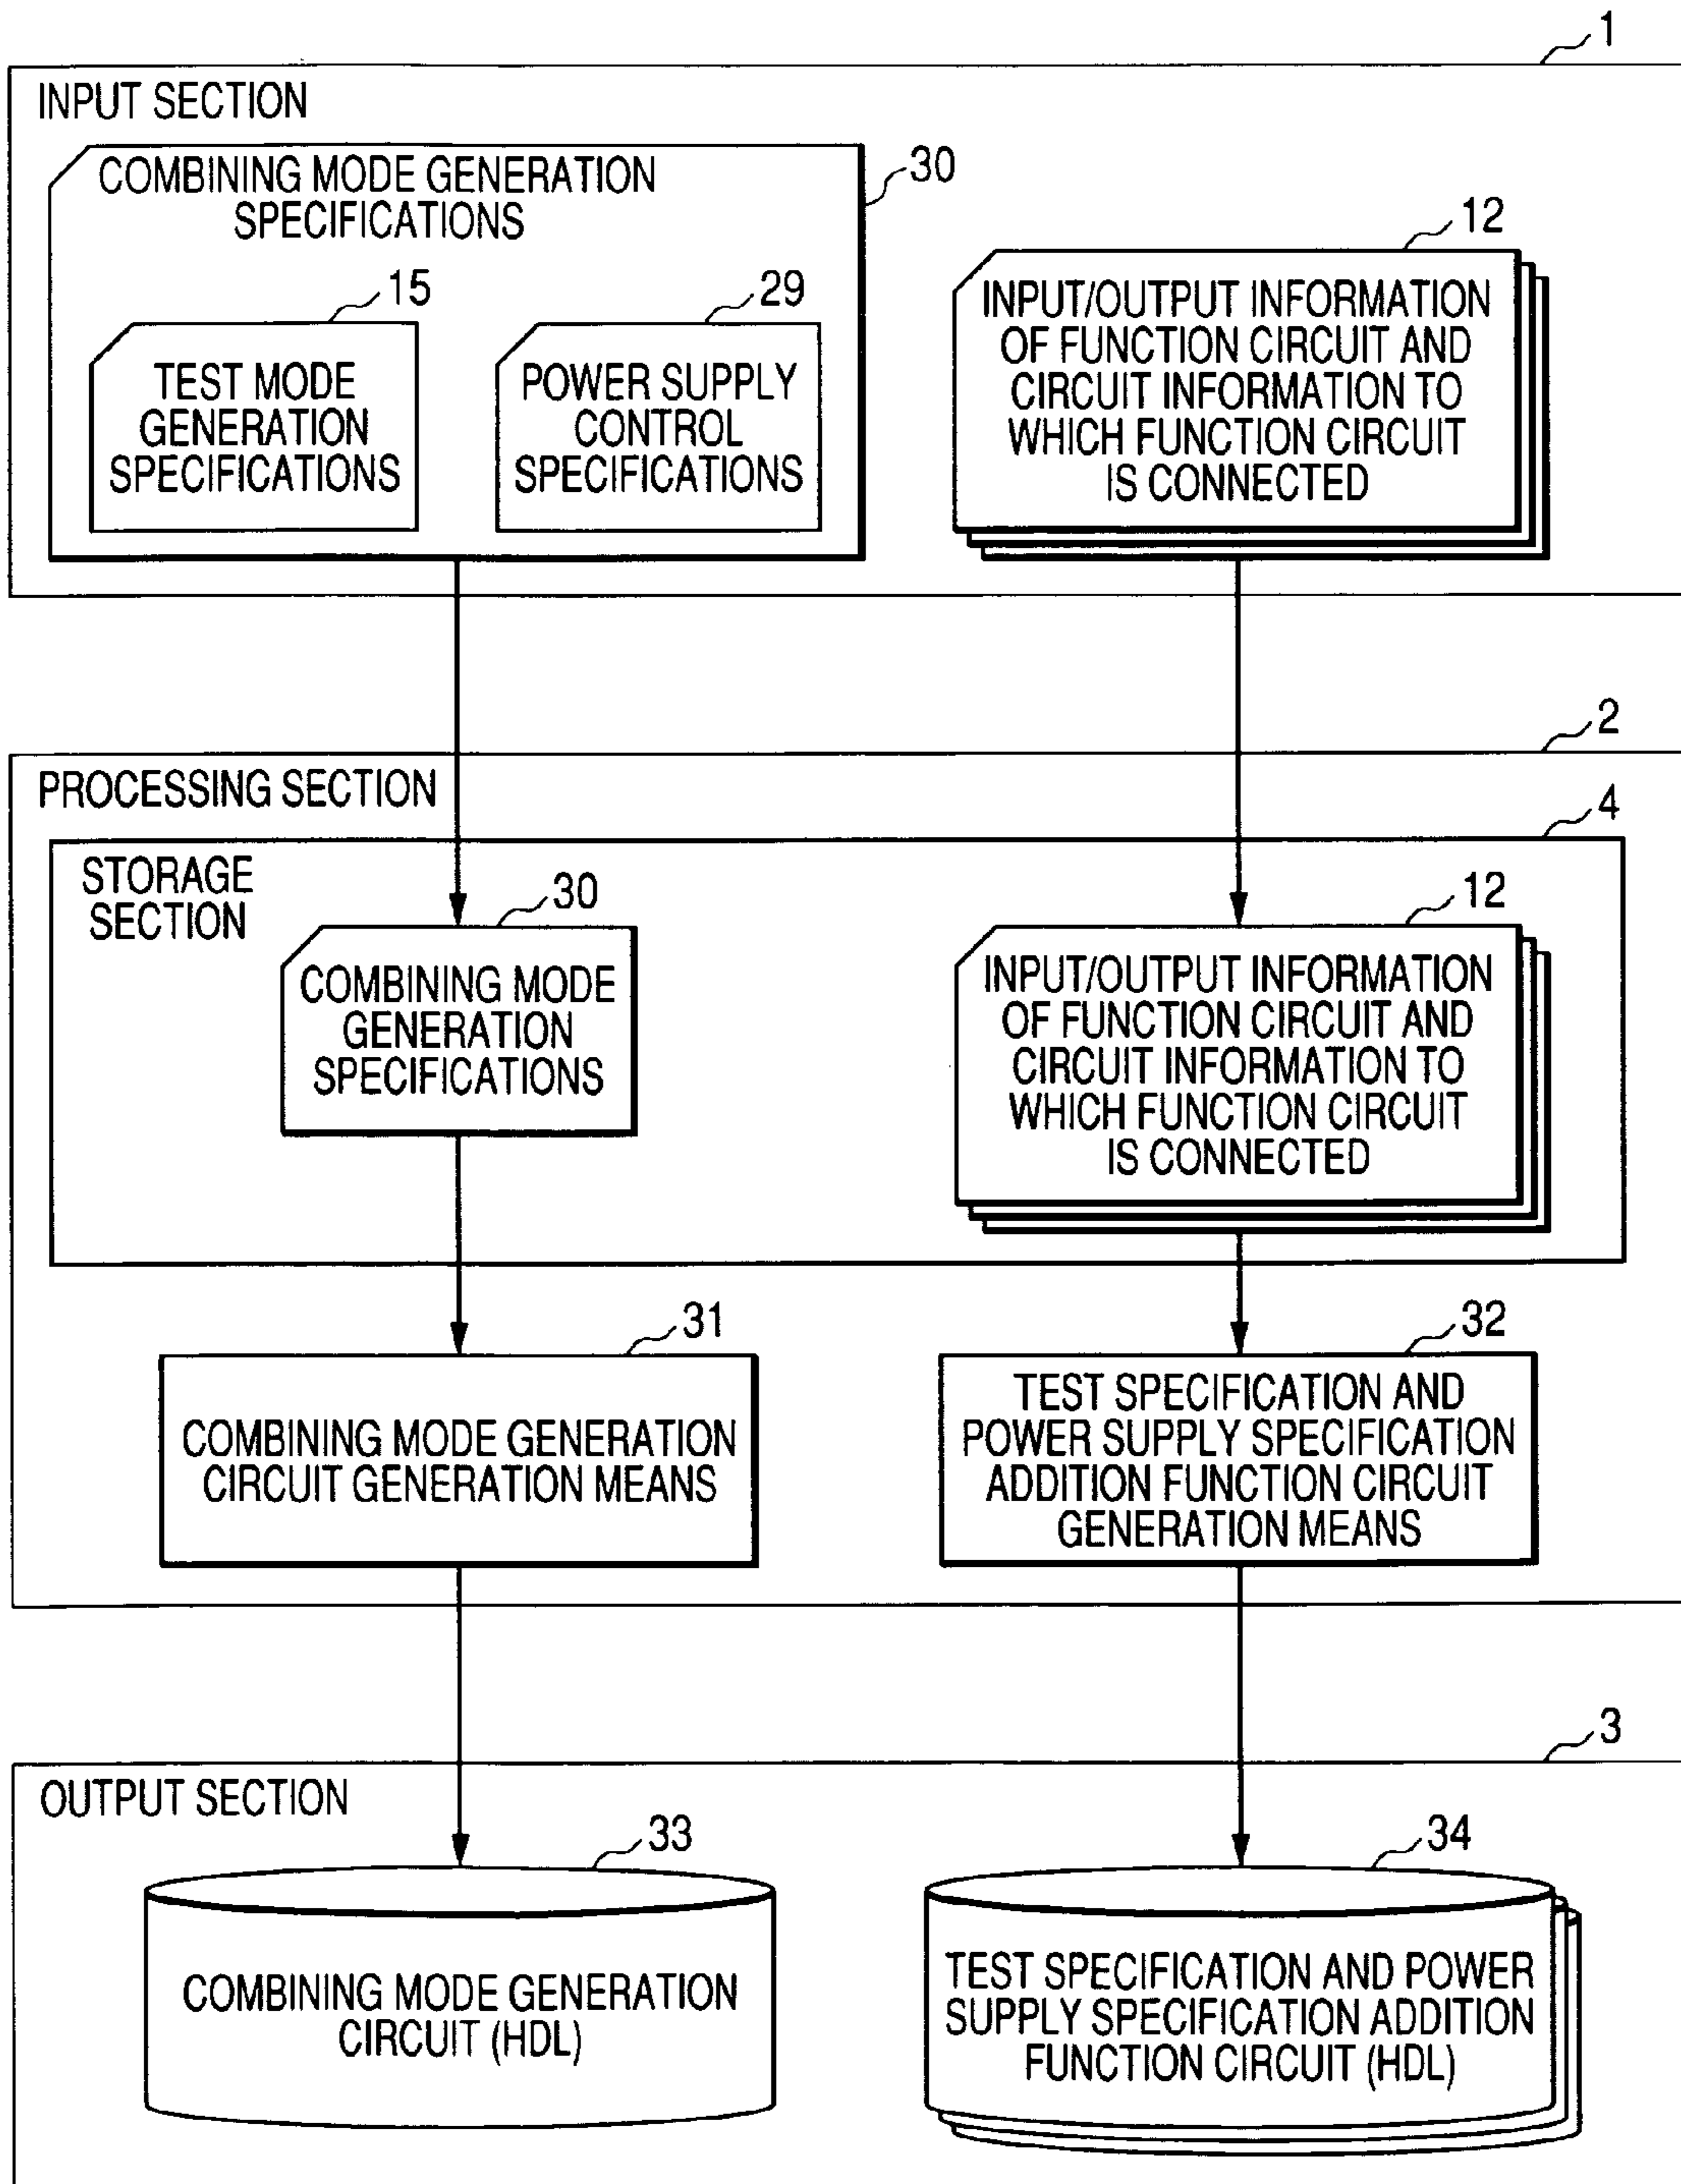 1
INPUT SECTION
COMBINING MODE GENERATION
SPECIFICATIONS
30
15
TEST MODE
GENERATION
SPECIFICATIONS
29
POWER SUPPLY
CONTROL
SPECIFICATIONS
12
INPUT/OUTPUT INFORMATION
OF FUNCTION CIRCUIT AND
CIRCUIT INFORMATION TO
WHICH FUNCTION CIRCUIT
IS CONNECTED
2
PROCESSING SECTION
4
STORAGE
SECTION
30
COMBINING MODE
GENERATION
SPECIFICATIONS
12
INPUT/OUTPUT INFORMATION
OF FUNCTION CIRCUIT AND
CIRCUIT INFORMATION TO
WHICH FUNCTION CIRCUIT
IS CONNECTED
31
COMBINING MODE GENERATION
CIRCUIT GENERATION MEANS
32
TEST SPECIFICATION AND
POWER SUPPLY SPECIFICATION
ADDITION FUNCTION CIRCUIT
GENERATION MEANS
3
OUTPUT SECTION
33
COMBINING MODE GENERATION
CIRCUIT (HDL)
34
TEST SPECIFICATION AND POWER
SUPPLY SPECIFICATION ADDITION
FUNCTION CIRCUIT (HDL)